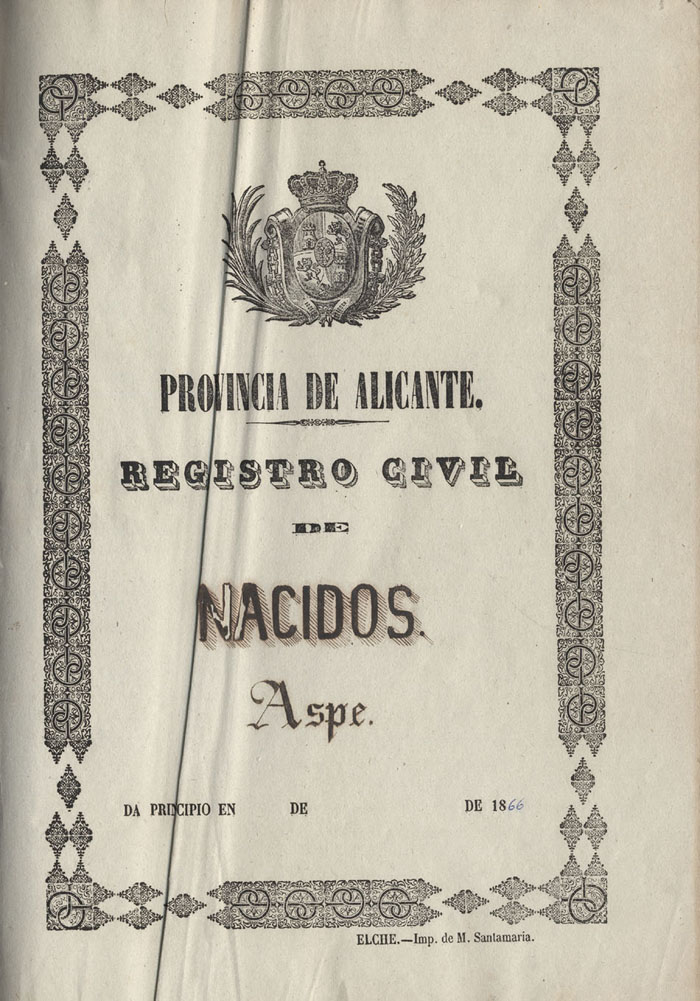 PROVINCIA DE ALICANTE.
REGISTRO CIVIL
DE
NACIDOS.
Aspe.
DA PRINCIPIO EN DE DE 1866
ELCHE.—Imp. de M. Santamaria.